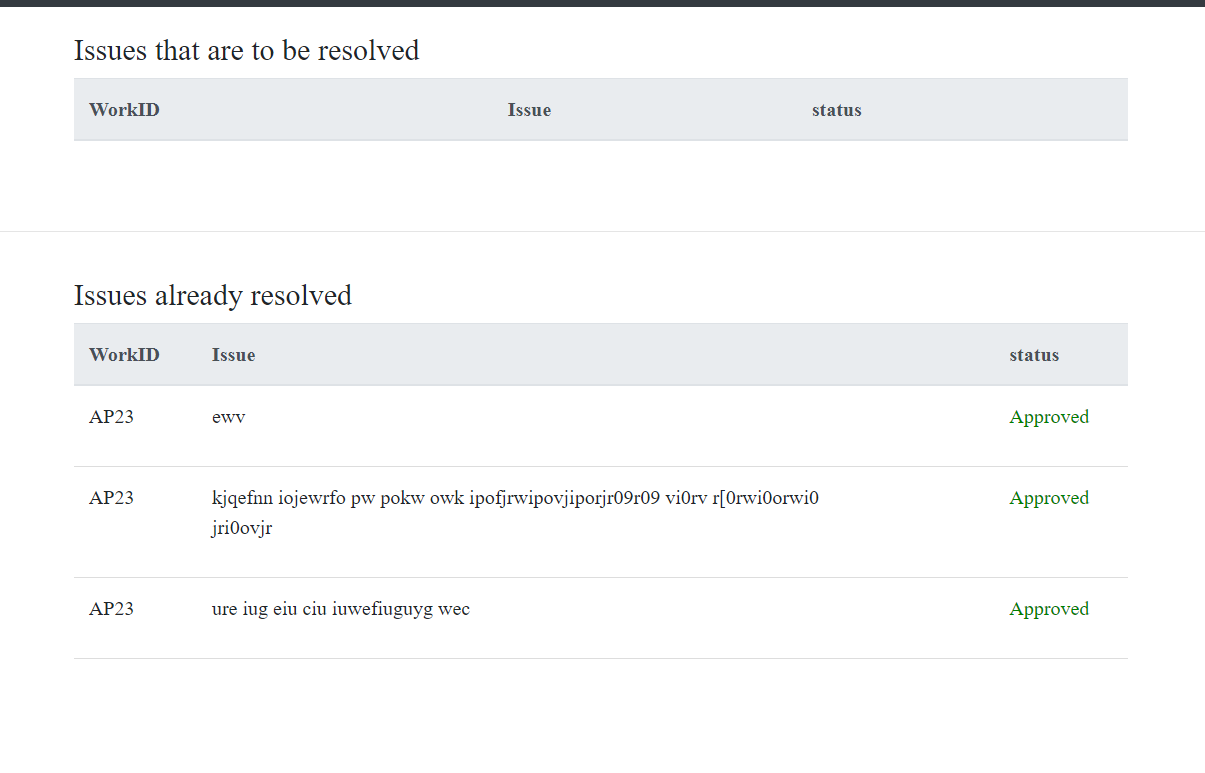 Issues that are to be resolved
WorkID Issue status
Issues already resolved
WorkID Issue status
AP23 ewv Approved
AP23 kjqefnn iojewrfo pw pokw owk ipofjrwipovjiporjr09r09 vi0rv r[0rwi0orwi0 Approved
jri0ovjr
AP23 ure iug eiu ciu iuwefiuguyg wec Approved